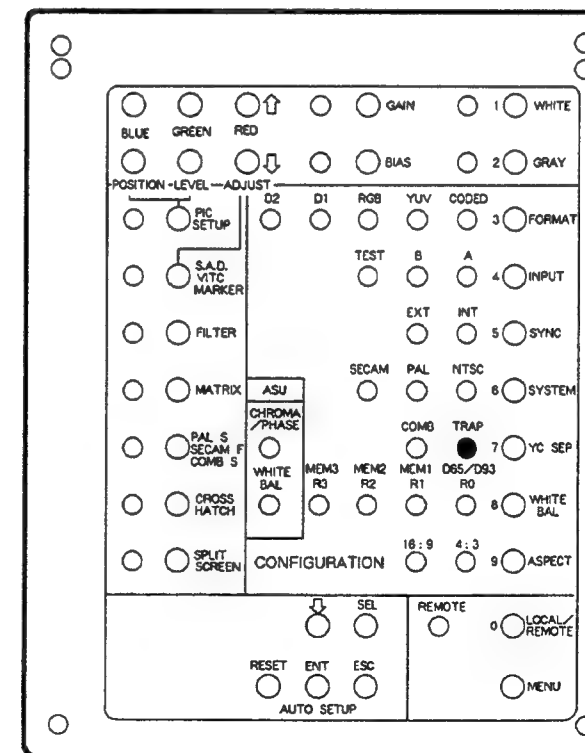 GAIN 1 WHITE
BLUE GREEN RED
BIAS 2 GRAY
POSITION LEVEL ADJUST
D2 D1 RGB YUV CODED
PIC
SETUP
3 FORMAT
TEST B A
S.A.D.
VITC
MARKER
4 INPUT
EXT INT
FILTER
5 SYNC
SECAM PAL NTSC
MATRIX ASU 6 SYSTEM
CHROMA
/PHASE
COMB TRAP
PAL S
SECAM F
COMB S
7 YC SEP
WHITE
BAL
MEM3 MEM2 MEM1 D65/D93
R3 R2 R1 R0
CROSS
HATCH
8 WHITE
BAL
16:9 4:3
SPLIT
SCREEN
CONFIGURATION 9 ASPECT
SEL REMOTE
0 LOCAL/
REMOTE
RESET ENT ESC
MENU
AUTO SETUP